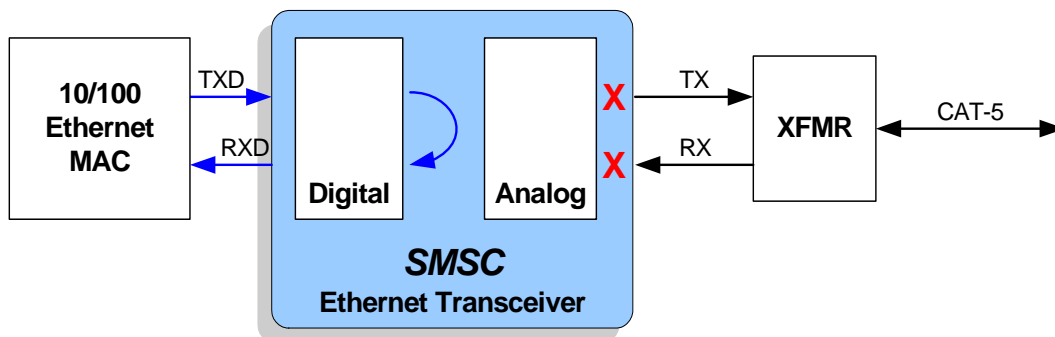 10/100
Ethernet
MAC
TXD
RXD
Digital
Analog
X
X
SMSC
Ethernet Transceiver
TX
RX
XFMR
CAT-5